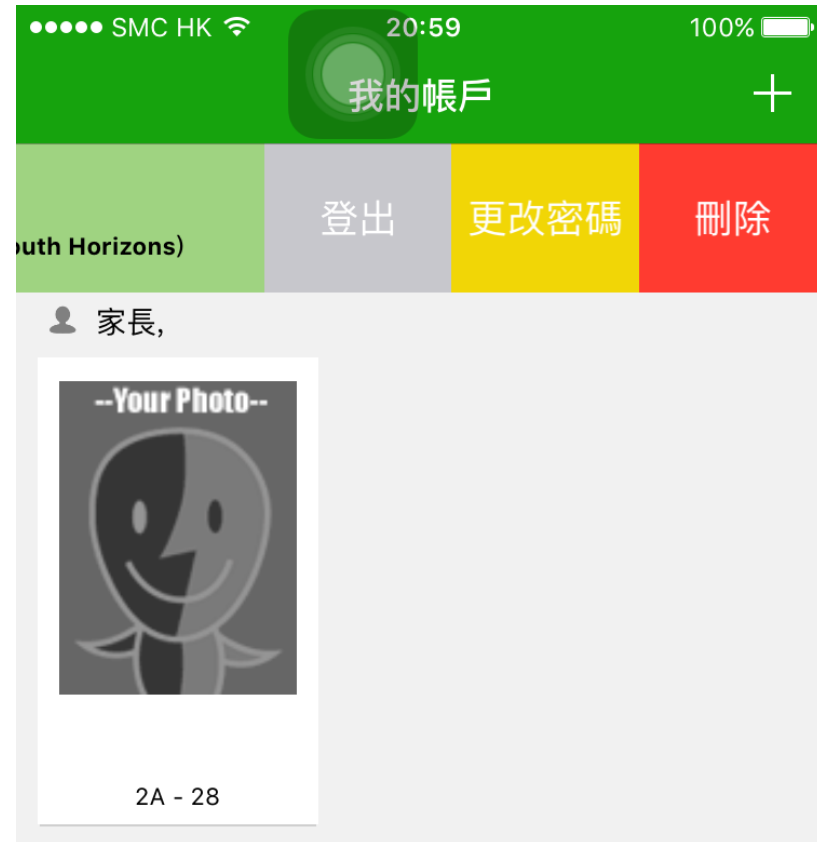 SMC HK 20:59 100%
我的帳戶
登出 更改密碼 刪除
outh Horizons)
家長,
--Your Photo--
2A - 28